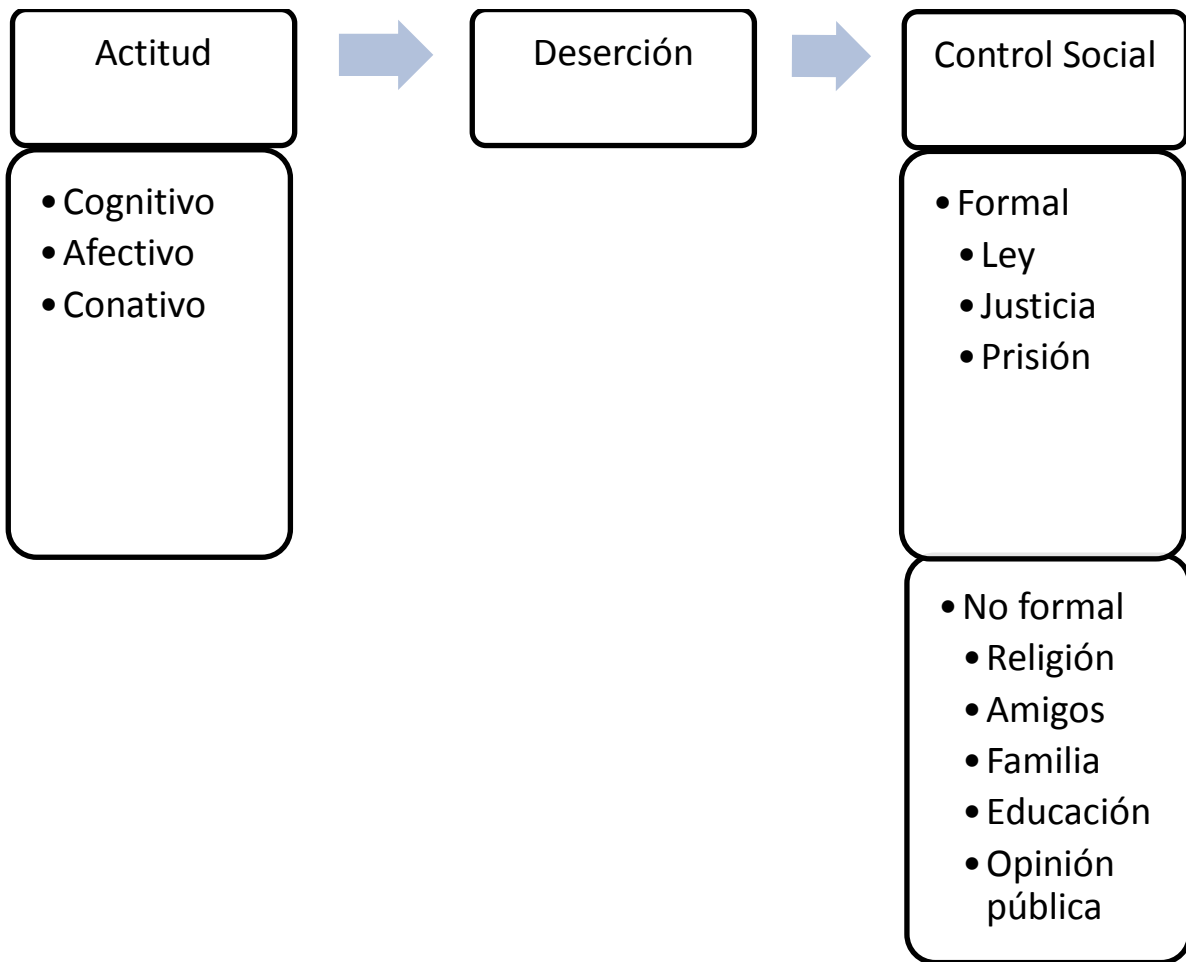 Actitud
Deserción
Control Social
• Cognitivo
• Afectivo
• Conativo
• Formal
• Ley
• Justicia
• Prisión
• No formal
• Religión
• Amigos
• Familia
• Educación
• Opinión
pública